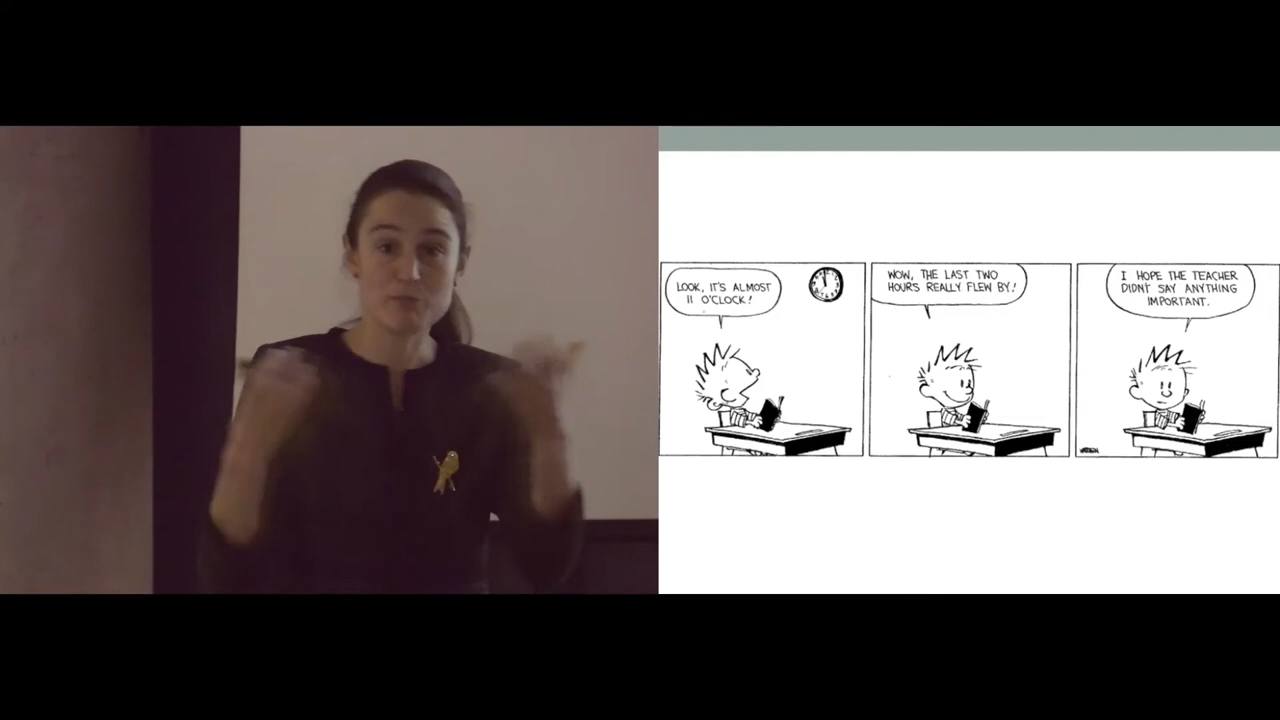 LOOK, IT'S ALMOST
11 O'CLOCK!
WOW, THE LAST TWO
HOURS REALLY FLEW BY!
I HOPE THE TEACHER
DIDN'T SAY ANYTHING
IMPORTANT.